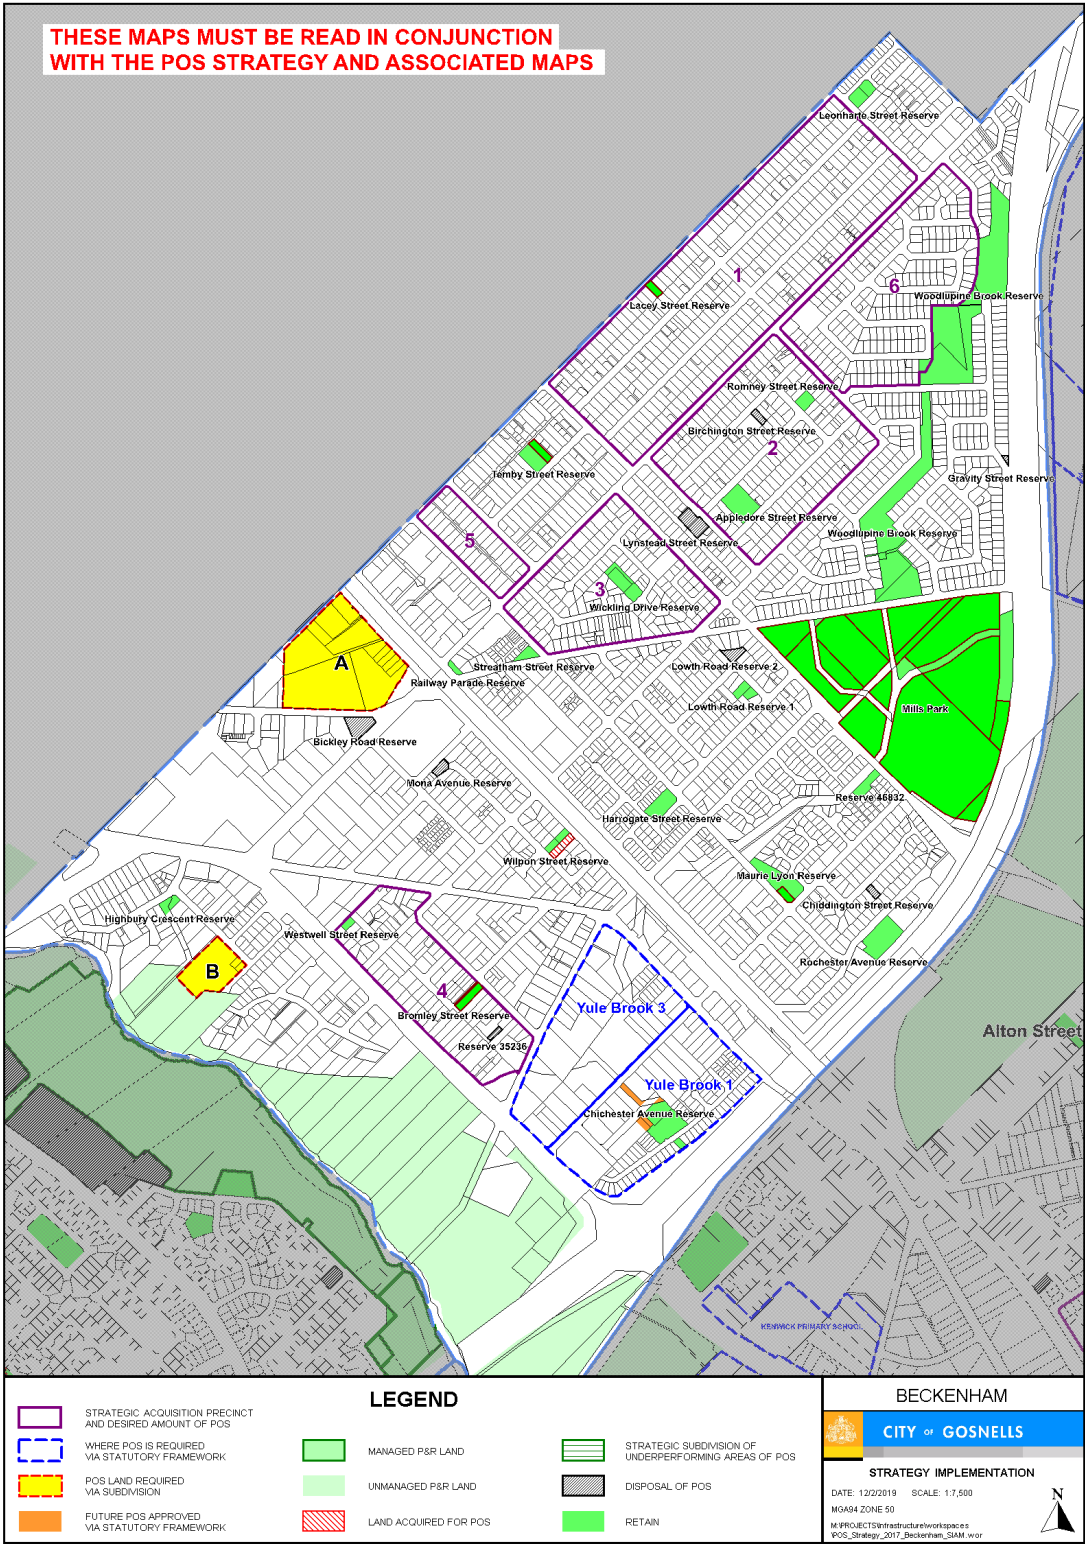 THESE MAPS MUST BE READ IN CONJUNCTION
WITH THE POS STRATEGY AND ASSOCIATED MAPS
Leonharte Street Reserve
1
6
Woodlupine Brook Reserve
Lacey Street Reserve
Romney Street Reserve
Birchington Street Reserve
2
Temby Street Reserve
Gravity Street Reserve
Appledore Street Reserve
Woodlupine Brook Reserve
5
Lynstead Street Reserve
3
Wickling Drive Reserve
A
Streatham Street Reserve
Lowth Road Reserve 2
Railway Parade Reserve
Lowth Road Reserve 1
Mills Park
Bickley Road Reserve
Mona Avenue Reserve
Reserve 46832
Harrogate Street Reserve
Wilpon Street Reserve
Maurie Lyon Reserve
Chiddington Street Reserve
Highbury Crescent Reserve
Westwell Street Reserve
Rochester Avenue Reserve
B
4
Bromley Street Reserve
Yule Brook 3
Reserve 35236
Alton Street
Yule Brook 1
Chichester Avenue Reserve
KENWICK PRIMARY SCHOOL
LEGEND
STRATEGIC ACQUISITION PRECINCT
AND DESIRED AMOUNT OF POS
WHERE POS IS REQUIRED
VIA STATUTORY FRAMEWORK
POS LAND REQUIRED
VIA SUBDIVISION
FUTURE POS APPROVED
VIA STATUTORY FRAMEWORK
MANAGED P&R LAND
UNMANAGED P&R LAND
LAND ACQUIRED FOR POS
STRATEGIC SUBDIVISION OF
UNDERPERFORMING AREAS OF POS
DISPOSAL OF POS
RETAIN
BECKENHAM
CITY OF GOSNELLS
STRATEGY IMPLEMENTATION
DATE: 12/2/2019 SCALE: 1:7,500
MGA94 ZONE 50
M:\PROJECTS\Infrastructure\workspaces
\POS_Strategy_2017_Beckenham_SIAM.wor
N